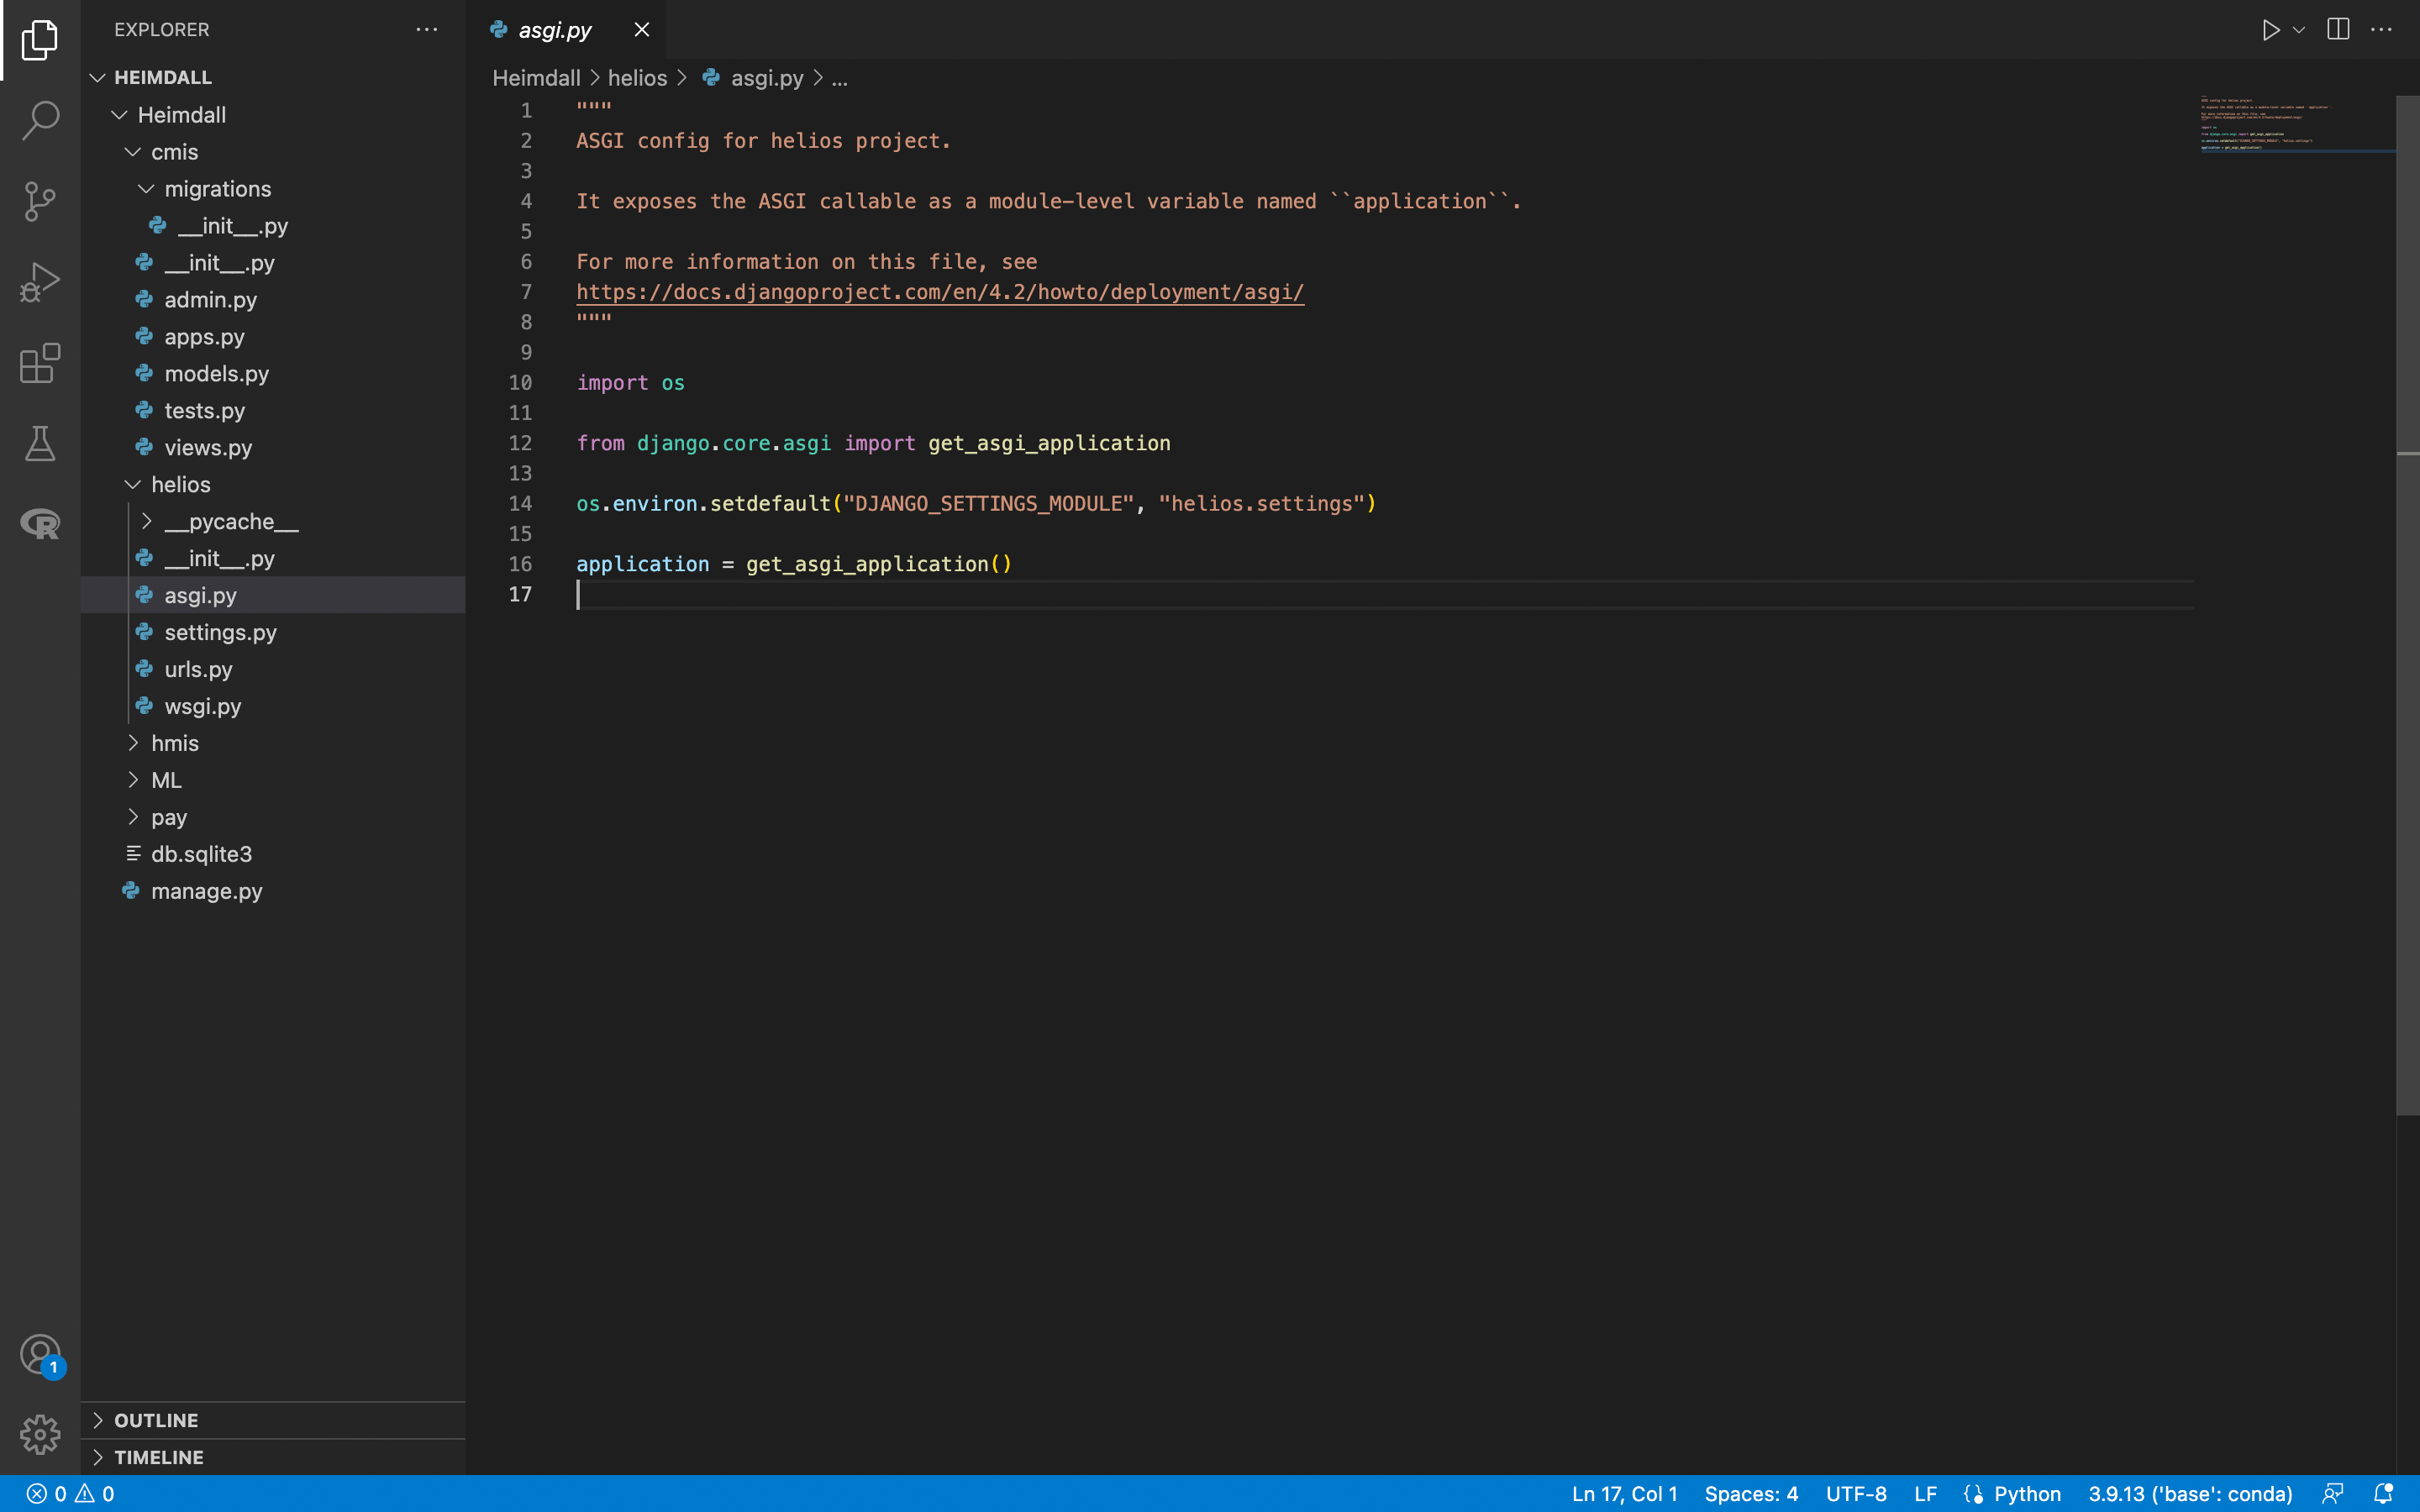 EXPLORER
HEIMDALL
Heimdall
cmis
migrations
__init__.py
__init__.py
admin.py
apps.py
models.py
tests.py
views.py
helios
__pycache__
__init__.py
asgi.py
settings.py
urls.py
wsgi.py
hmis
ML
pay
db.sqlite3
manage.py
OUTLINE
TIMELINE
1
asgi.py
Heimdall > helios > asgi.py > ...
1 """
2 ASGI config for helios project.
3
4 It exposes the ASGI callable as a module-level variable named ``application``.
5
6 For more information on this file, see
7 https://docs.djangoproject.com/en/4.2/howto/deployment/asgi/
8 """
9
10 import os
11
12 from django.core.asgi import get_asgi_application
13
14 os.environ.setdefault("DJANGO_SETTINGS_MODULE", "helios.settings")
15
16 application = get_asgi_application()
17
0 0 Ln 17, Col 1 Spaces: 4 UTF-8 LF Python 3.9.13 ('base': conda)